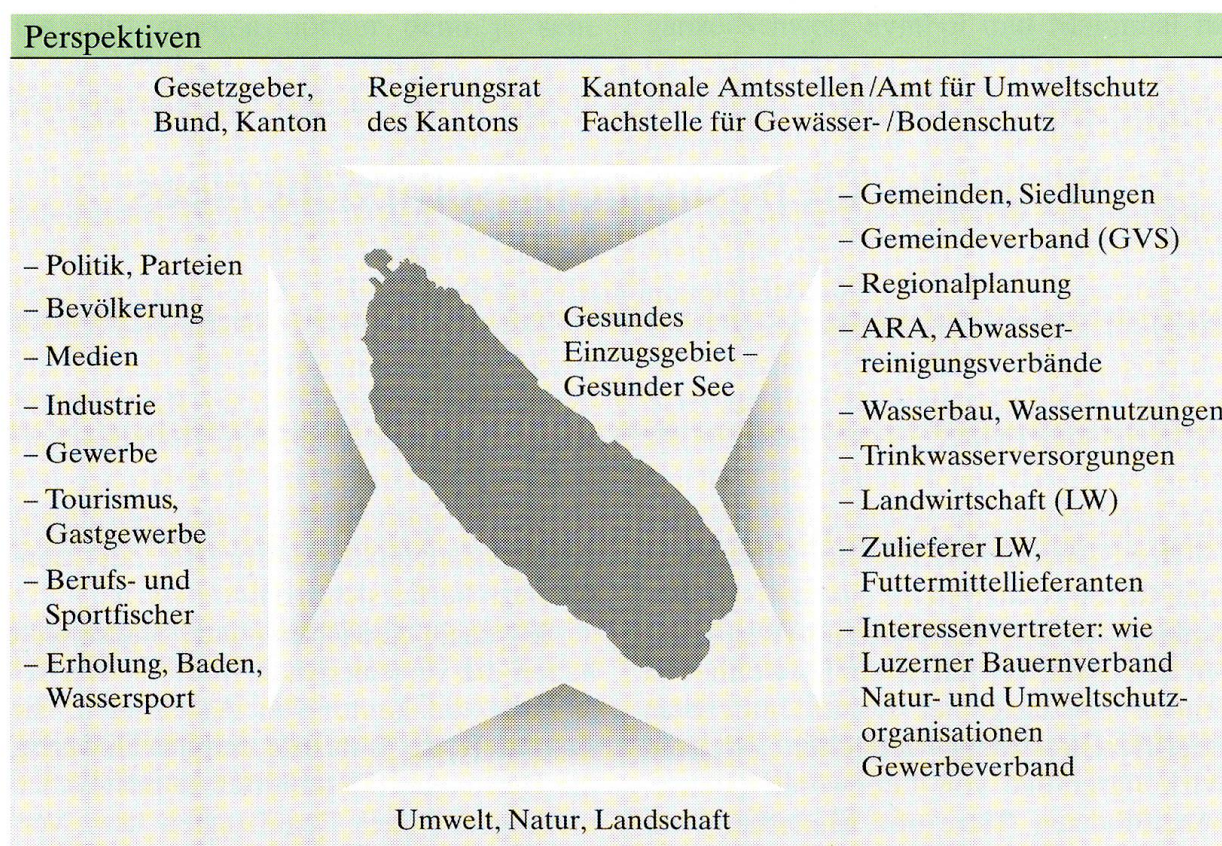 Perspektiven
Gesetzgeber,
Bund, Kanton
Regierungsrat
des Kantons
Kantonale Amtsstellen/Amt für Umweltschutz
Fachstelle für Gewässer-/Bodenschutz
– Politik, Parteien
– Bevölkerung
– Medien
– Industrie
– Gewerbe
– Tourismus,
Gastgewerbe
– Berufs- und
Sportfischer
– Erholung, Baden,
Wassersport
Gesundes
Einzugsgebiet –
Gesunder See
– Gemeinden, Siedlungen
– Gemeindeverband (GVS)
– Regionalplanung
– ARA, Abwasser-
reinigungsverbände
– Wasserbau, Wassernutzungen
– Trinkwasserversorgungen
– Landwirtschaft (LW)
– Zulieferer LW,
Futtermittellieferanten
– Interessenvertreter: wie
Luzerner Bauernverband
Natur- und Umweltschutz-
organisationen
Gewerbeverband
Umwelt, Natur, Landschaft